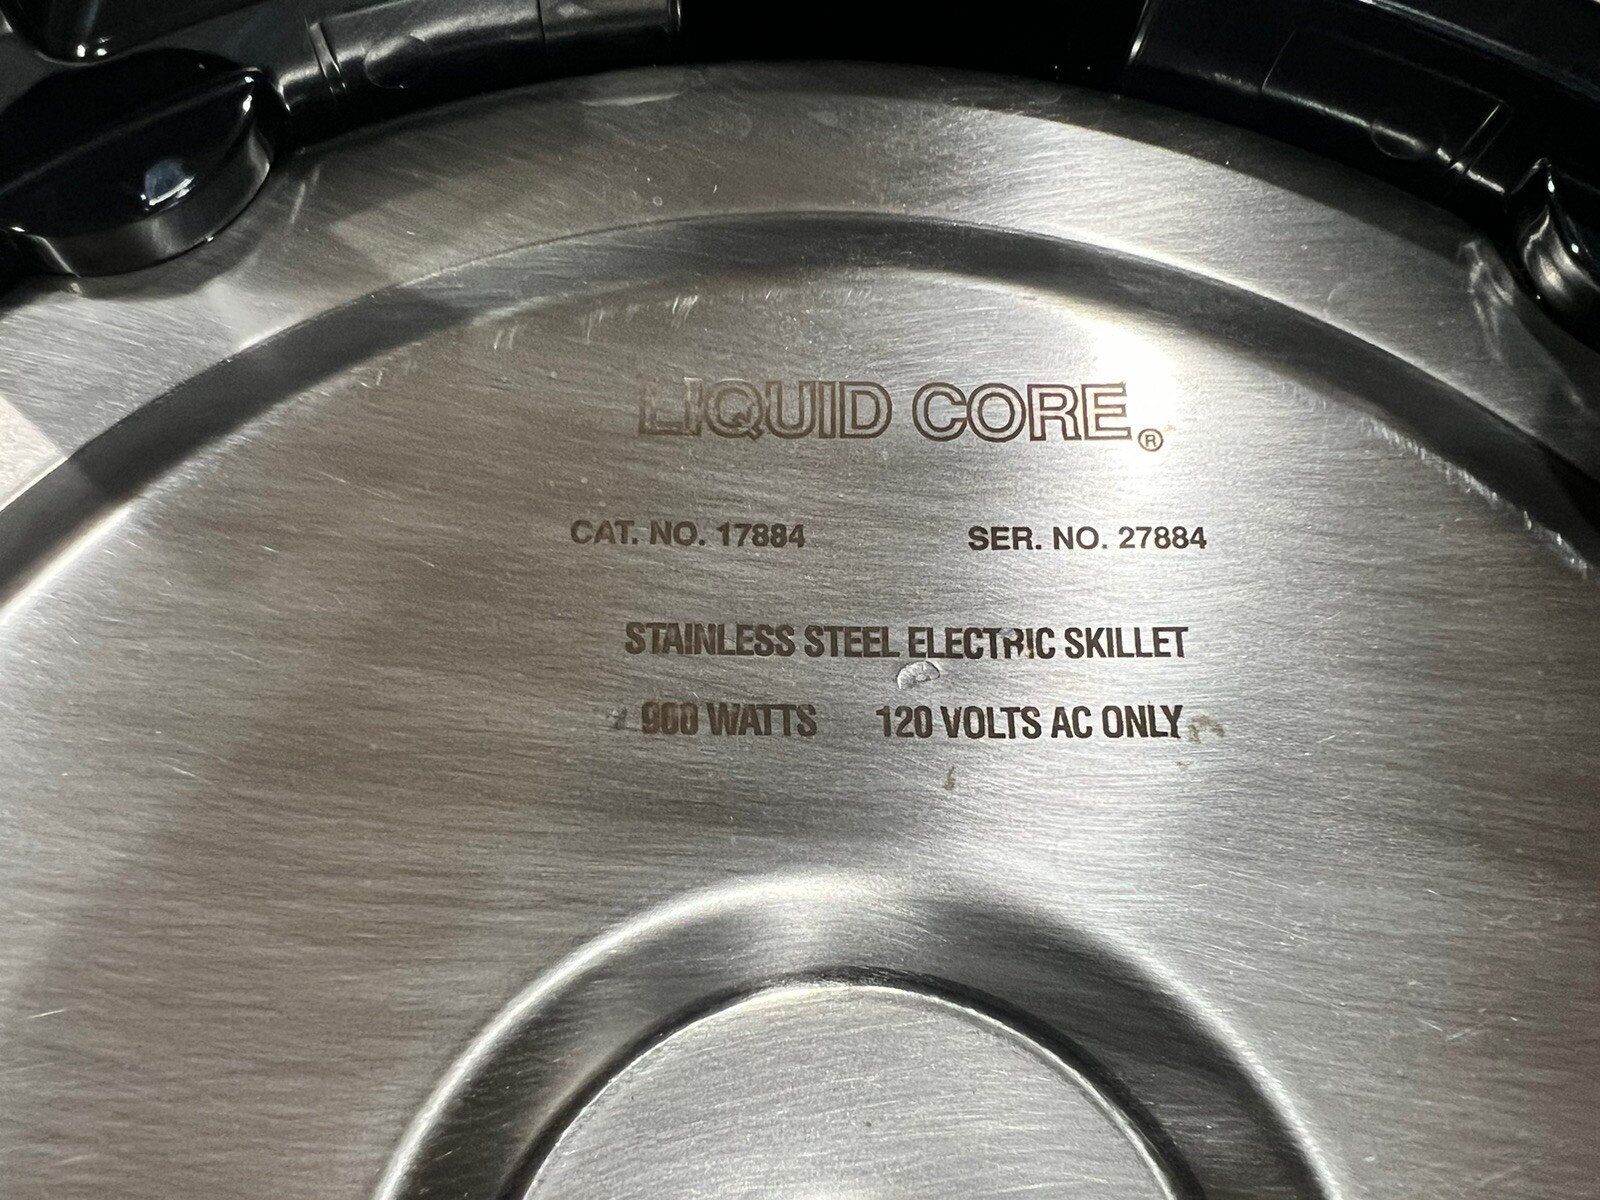 LIQUID CORE®
CAT. NO. 17884 SER. NO. 27884
STAINLESS STEEL ELECTRIC SKILLET
900 WATTS 120 VOLTS AC ONLY